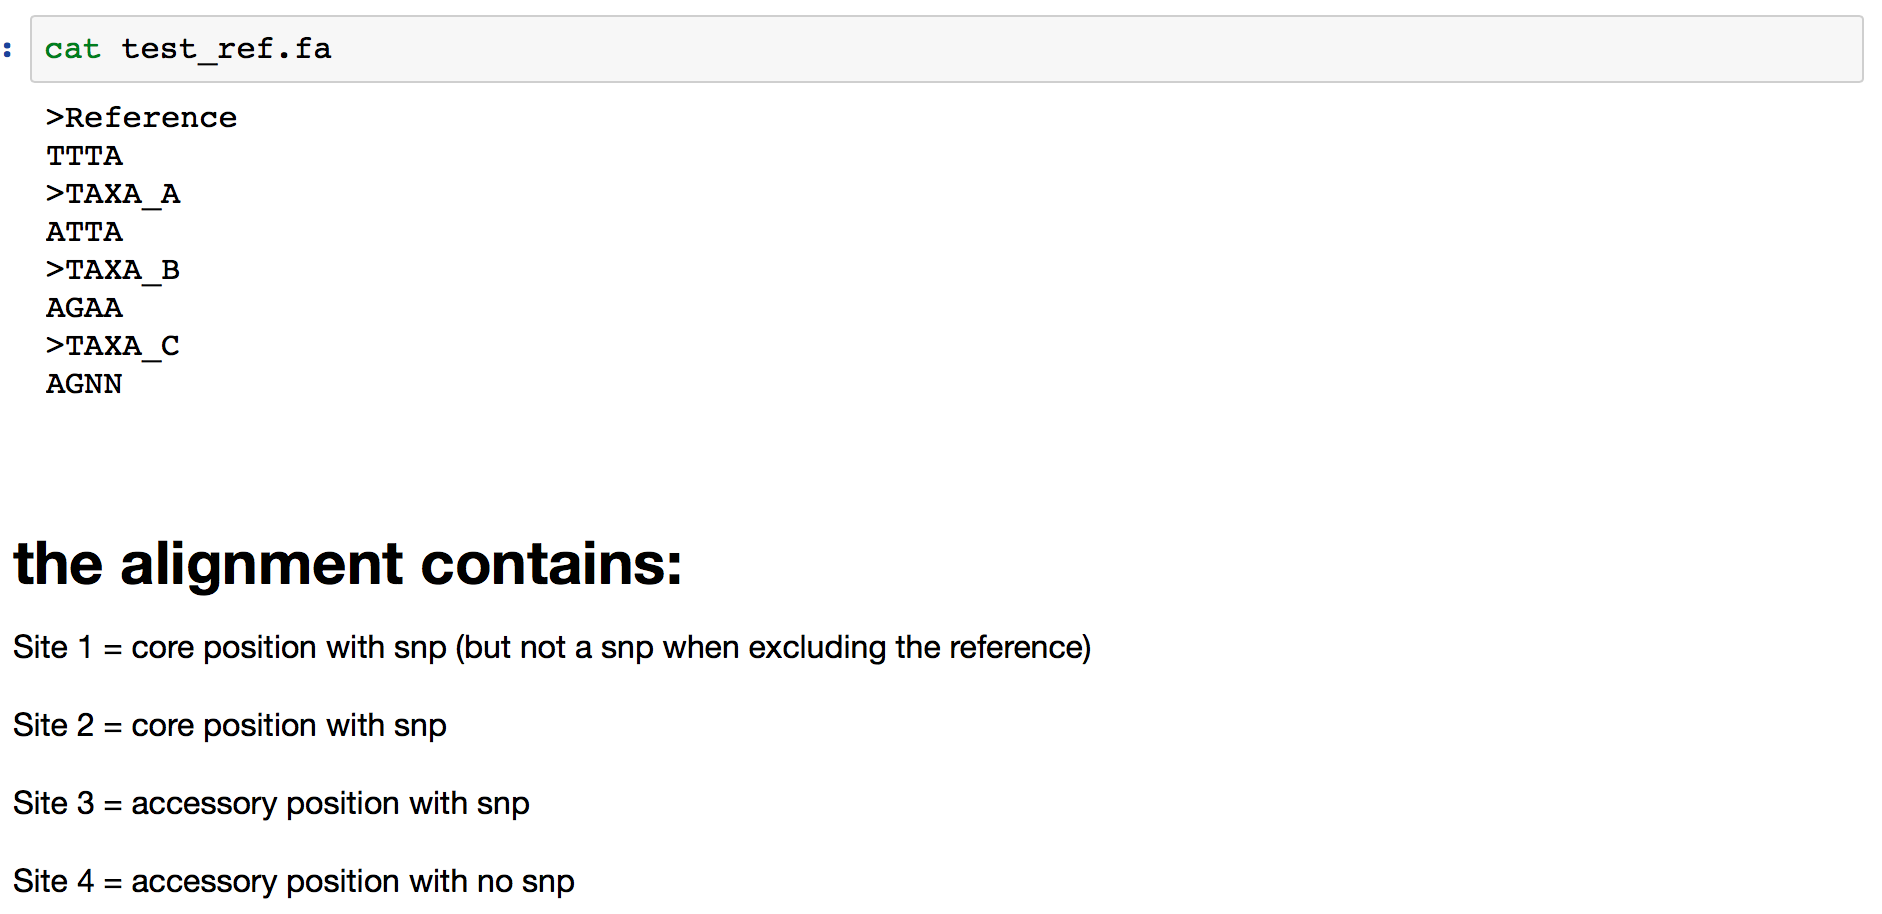 : cat test_ref.fa
>Reference
TTTA
>TAXA_A
ATTA
>TAXA_B
AGAA
>TAXA_C
AGNN
the alignment contains:
Site 1 = core position with snp (but not a snp when excluding the reference)
Site 2 = core position with snp
Site 3 = accessory position with snp
Site 4 = accessory position with no snp